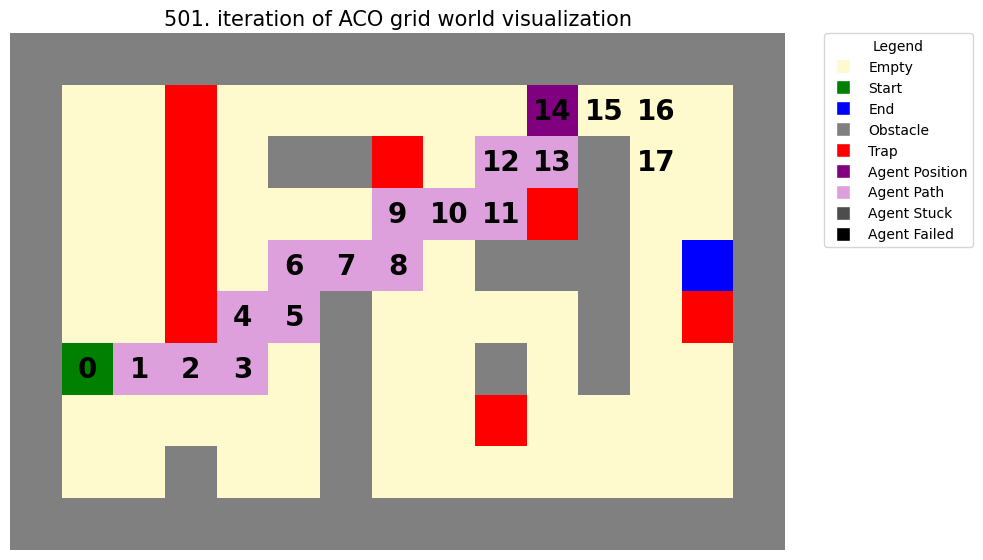 501. iteration of ACO grid world visualization
Legend
Empty
Start
End
Obstacle
Trap
Agent Position
Agent Path
Agent Stuck
Agent Failed
14 15 16
12 13 17
9 10 11
6 7 8
4 5
0 1 2 3